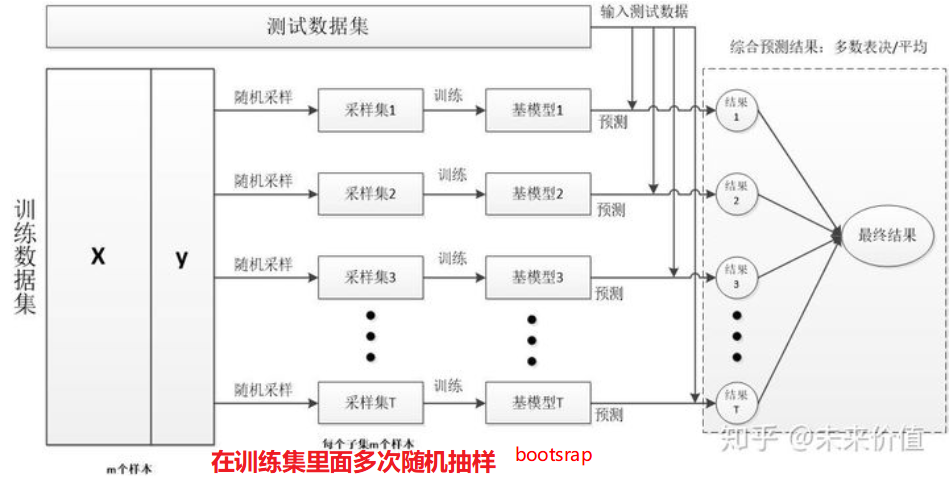 测试数据集
输入测试数据
综合预测结果：多数表决/平均
训练数据集
X
y
随机采样
采样集1
训练
基模型1
预测
结果
1
随机采样
采样集2
训练
基模型2
预测
结果
2
最终结果
随机采样
采样集3
训练
基模型3
预测
结果
3
随机采样
采样集T
训练
基模型T
预测
结果
T
知乎 @未来价值
每个子集m个样本
m个样本
在训练集里面多次随机抽样
bootsrap